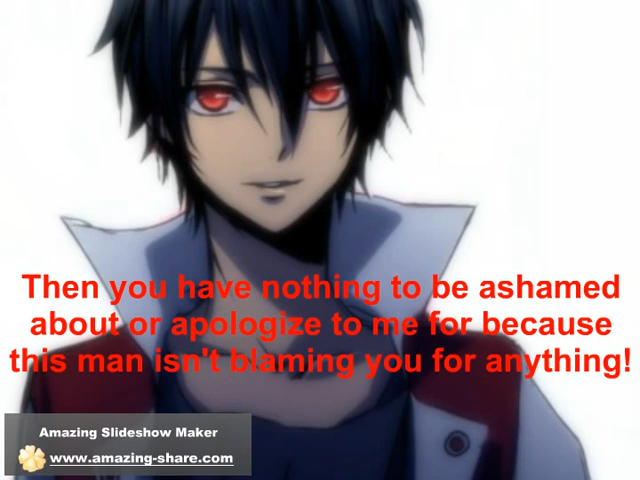 Then you have nothing to be ashamed
about or apologize to me for because
this man isn't blaming you for anything!
Amazing Slideshow Maker
www.amazing-share.com